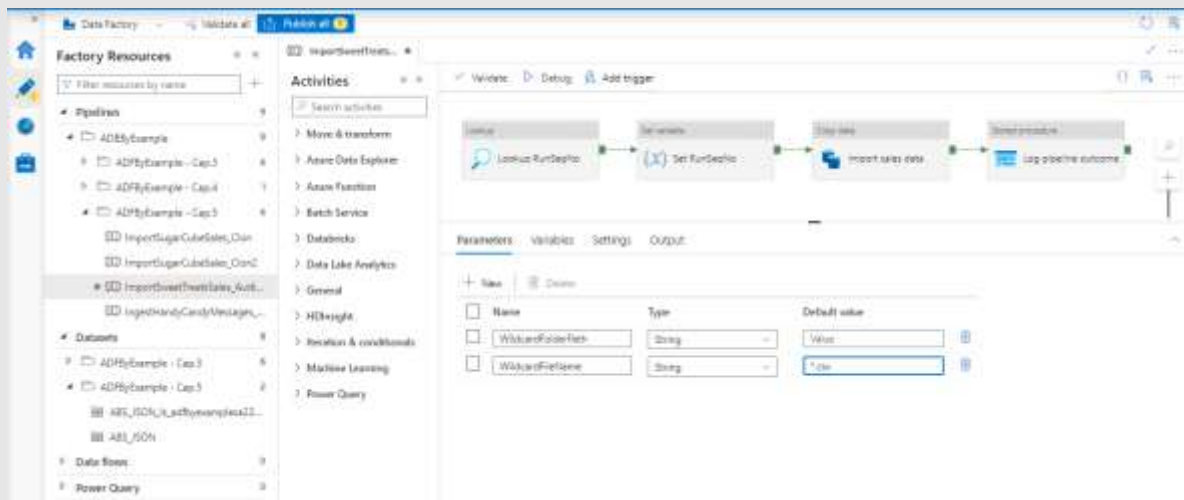 Data Factory
Validate all
Publish all
Factory Resources
Filter resources by name
Pipelines 9
ADFByExample 9
ADFByExample - Cap.3
ADFByExample - Cap.4
ADFByExample - Cap.5
ImportSugarCubeSales_Clon
ImportSugarCubeSales_Clon2
ImportSweetTreatsSales_Audi...
IngestHandyCandyMessages_...
Datasets
ADFByExample - Cap.3
ADFByExample - Cap.5
ABS_JSON
Data flows
Power Query
ImportSweetTreats...
Activities
Search activities
Move & transform
Azure Data Explorer
Azure Function
Batch Service
Databricks
Data Lake Analytics
General
HDInsight
Iteration & conditionals
Machine Learning
Power Query
Validate Debug Add trigger
Lookup
Lookup RunSeqNo
Set variable
Set RunSeqNo
Copy data
Import sales data
Stored procedure
Log pipeline outcome
Parameters Variables Settings Output
New Delete
Name Type Default value
WildcardFolderPath String Value
WildcardFileName String *.csv